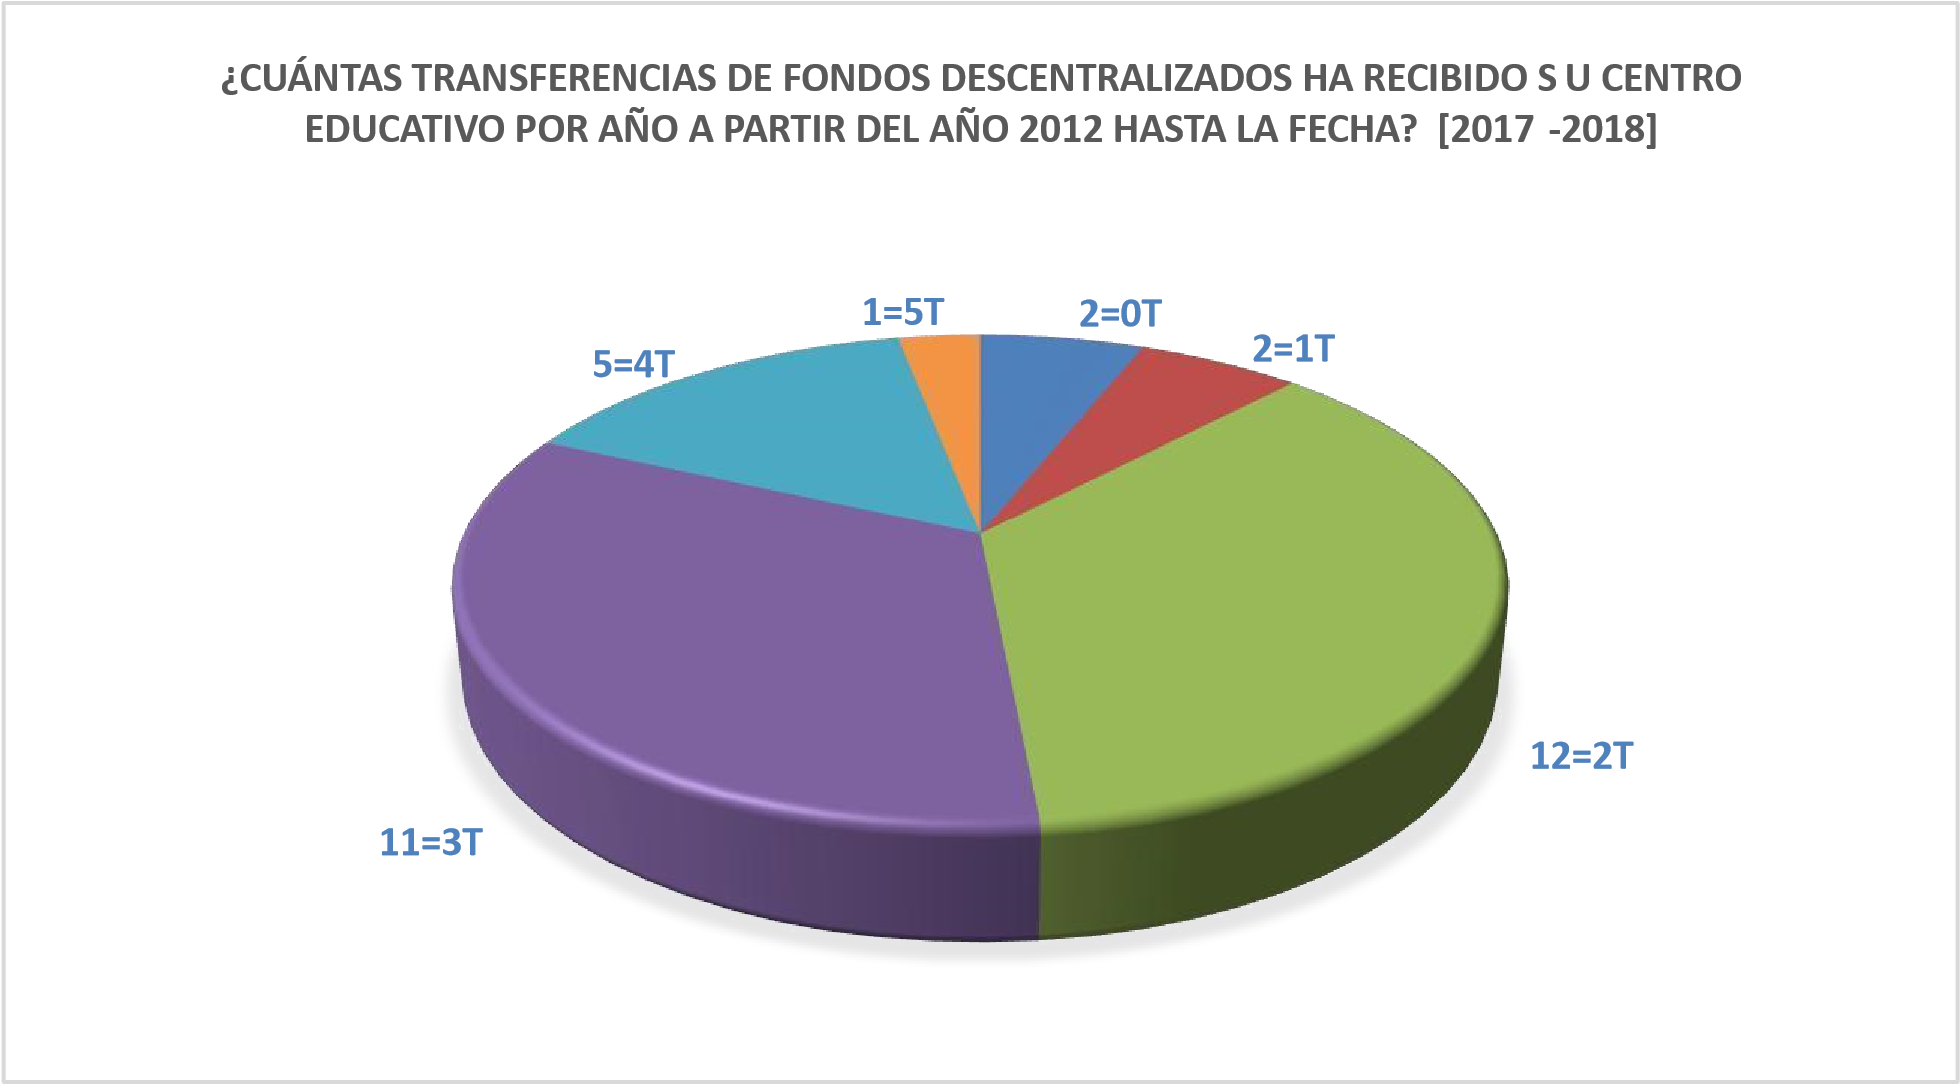 ¿CUÁNTAS TRANSFERENCIAS DE FONDOS DESCENTRALIZADOS HA RECIBIDO S U CENTRO
EDUCATIVO POR AÑO A PARTIR DEL AÑO 2012 HASTA LA FECHA? [2017 -2018]
1=5T
2=0T
2=1T
5=4T
12=2T
11=3T